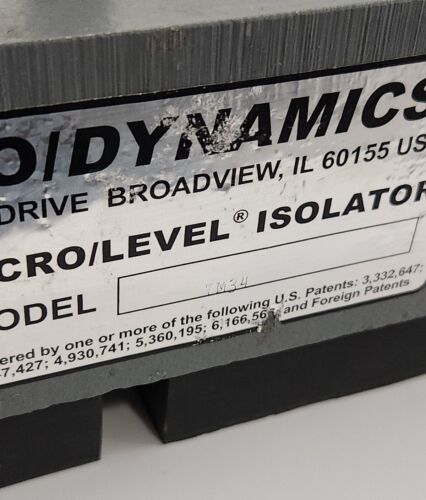 O/DYNAMICS
DRIVE BROADVIEW, IL 60155 US
CRO/LEVEL® ISOLATOR
ODEL IM34
ered by one or more of the following U.S. Patents: 3,332,647;
7,427; 4,930,741; 5,360,195; 6,166,56 and Foreign Patents